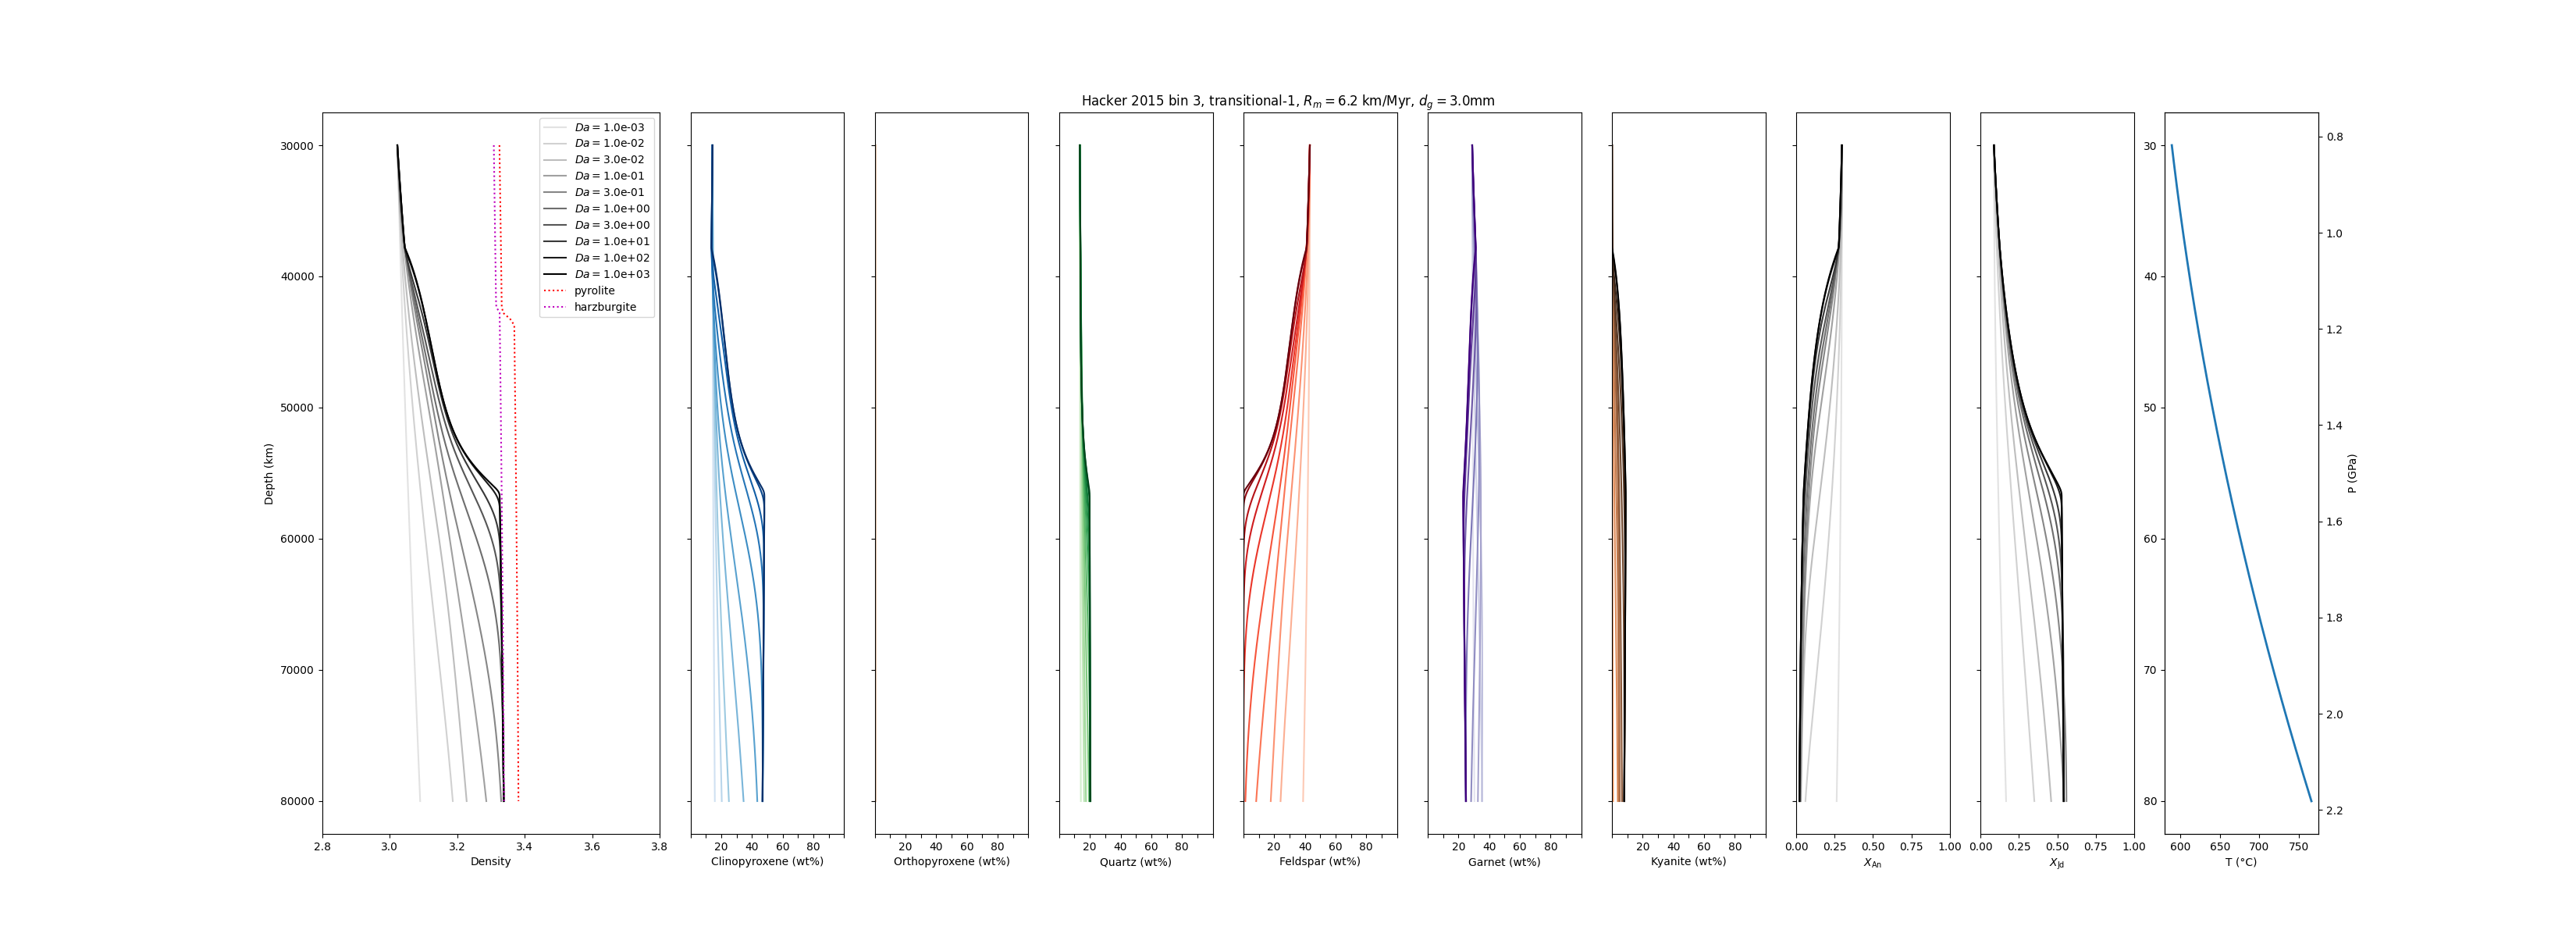 Hacker 2015 bin 3, transitional-1, R_m = 6.2 km/Myr, d_g = 3.0mm
Da = 1.0e-03
Da = 1.0e-02
Da = 3.0e-02
Da = 1.0e-01
Da = 3.0e-01
Da = 1.0e+00
Da = 3.0e+00
Da = 1.0e+01
Da = 1.0e+02
Da = 1.0e+03
pyrolite
harzburgite
Depth (km)
30000
40000
50000
60000
70000
80000
2.8 3.0 3.2 3.4 3.6 3.8
Density
20 40 60 80
Clinopyroxene (wt%)
20 40 60 80
Orthopyroxene (wt%)
20 40 60 80
Quartz (wt%)
20 40 60 80
Feldspar (wt%)
20 40 60 80
Garnet (wt%)
20 40 60 80
Kyanite (wt%)
0.00 0.25 0.50 0.75 1.00
X_An
0.00 0.25 0.50 0.75 1.00
X_Jd
30
40
50
60
70
80
600 650 700 750
T (°C)
0.8
1.0
1.2
1.4
1.6
1.8
2.0
2.2
P (GPa)